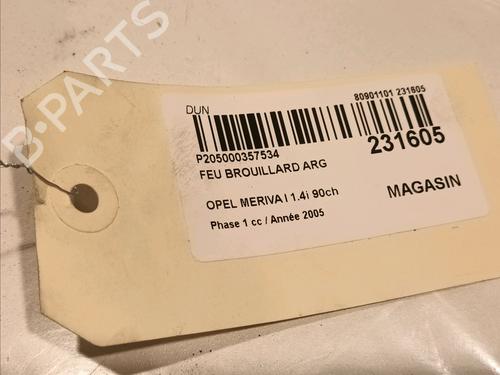 B-PARTS
DUN
80901101 231605
P205000357534
231605
FEU BROUILLARD ARG
OPEL MERIVA I 1.4i 90ch
MAGASIN
Phase 1 cc / Année 2005